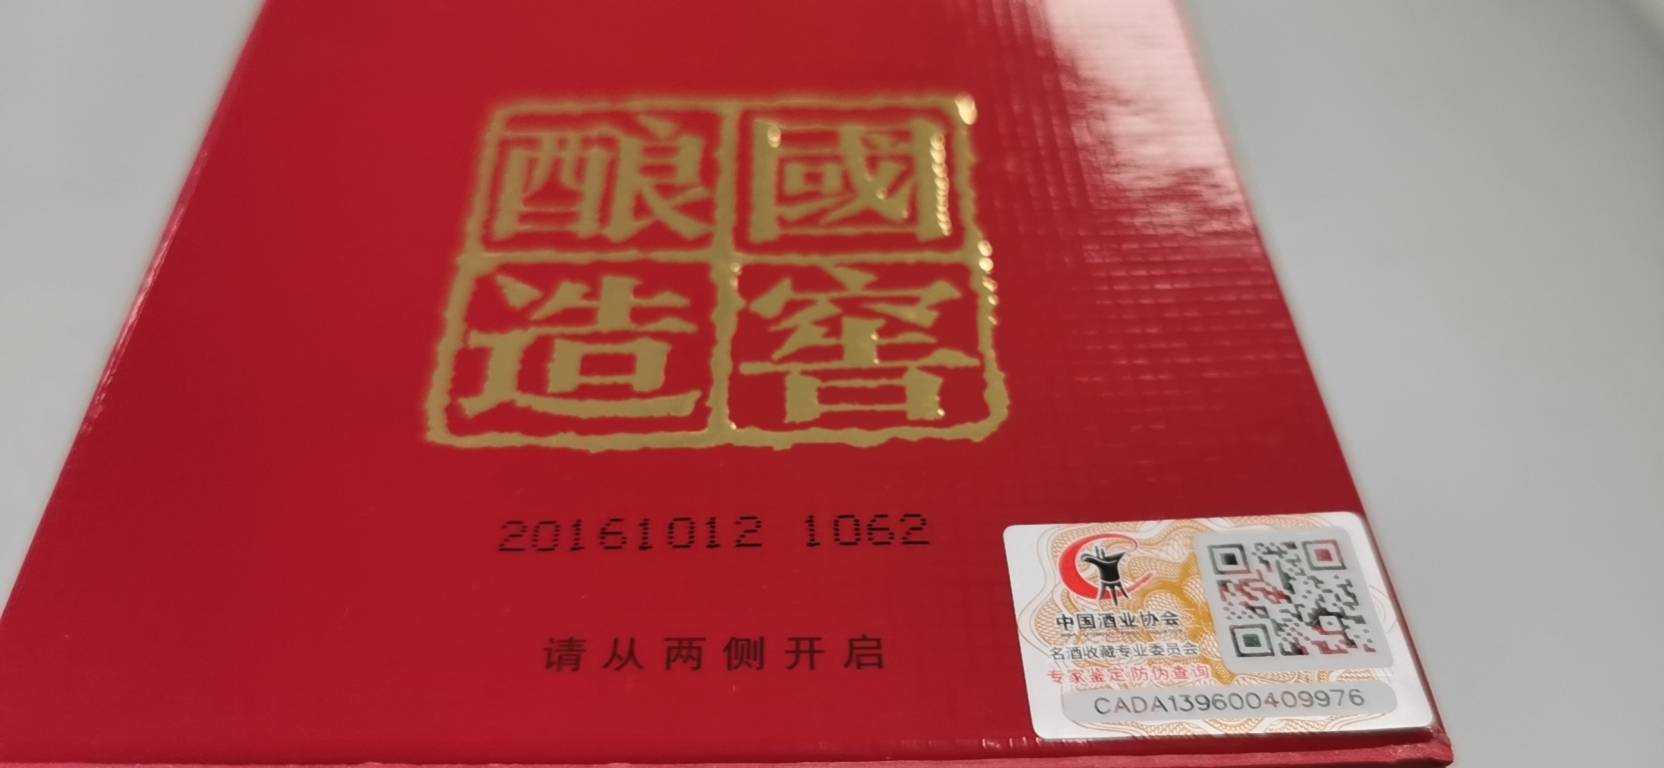 國窖
酿造
20161012 1062
请从两侧开启
中国酒业协会
名酒收藏专业委员会
专家鉴定防伪查询
CADA139600409976